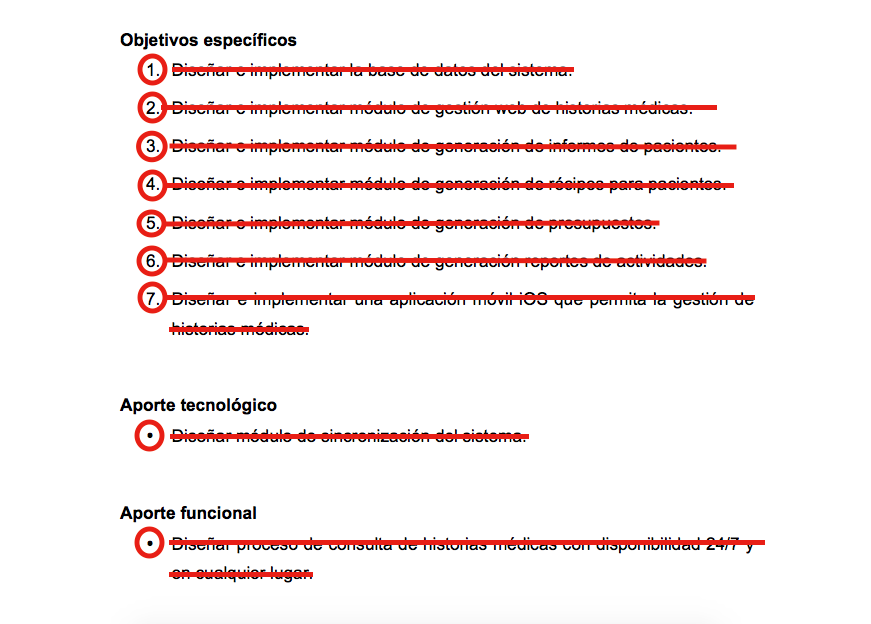 Objetivos específicos
1. Diseñar e implementar la base de datos del sistema.
2. Diseñar e implementar módulo de gestión web de historias médicas.
3. Diseñar e implementar módulo de generación de informes de pacientes.
4. Diseñar e implementar módulo de generación de récipes para pacientes.
5. Diseñar e implementar módulo de generación de presupuestos.
6. Diseñar e implementar módulo de generación reportes de actividades.
7. Diseñar e implementar una aplicación móvil iOS que permita la gestión de
historias médicas.
Aporte tecnológico
• Diseñar módulo de sincronización del sistema.
Aporte funcional
• Diseñar proceso de consulta de historias médicas con disponibilidad 24/7 y
en cualquier lugar.